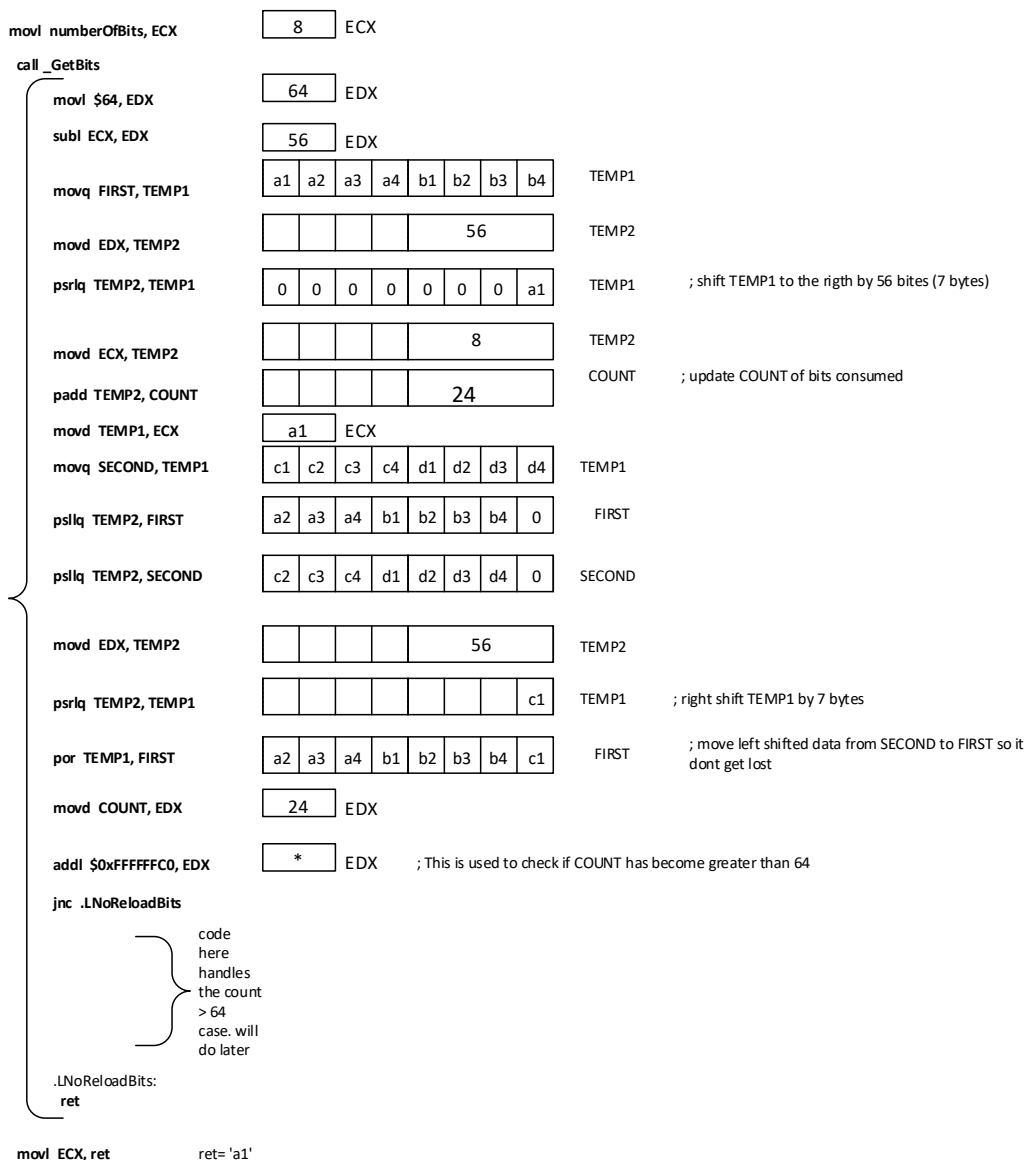 movl numberOfBits, ECX 8 ECX
call _GetBits
movl $64, EDX 64 EDX
subl ECX, EDX 56 EDX
movq FIRST, TEMP1 a1 a2 a3 a4 b1 b2 b3 b4 TEMP1
movd EDX, TEMP2 56 TEMP2
psrlq TEMP2, TEMP1 0 0 0 0 0 0 0 a1 TEMP1 ; shift TEMP1 to the rigth by 56 bites (7 bytes)
movd ECX, TEMP2 8 TEMP2
padd TEMP2, COUNT 24 COUNT ; update COUNT of bits consumed
movd TEMP1, ECX a1 ECX
movq SECOND, TEMP1 c1 c2 c3 c4 d1 d2 d3 d4 TEMP1
psllq TEMP2, FIRST a2 a3 a4 b1 b2 b3 b4 0 FIRST
psllq TEMP2, SECOND c2 c3 c4 d1 d2 d3 d4 0 SECOND
movd EDX, TEMP2 56 TEMP2
psrlq TEMP2, TEMP1 c1 TEMP1 ; right shift TEMP1 by 7 bytes
por TEMP1, FIRST a2 a3 a4 b1 b2 b3 b4 c1 FIRST ; move left shifted data from SECOND to FIRST so it
dont get lost
movd COUNT, EDX 24 EDX
addl $0xFFFFFFC0, EDX * EDX ; This is used to check if COUNT has become greater than 64
jnc .LNoReloadBits
code
here
handles
the count
> 64
case. will
do later
.LNoReloadBits:
ret
movl ECX, ret ret= 'a1'